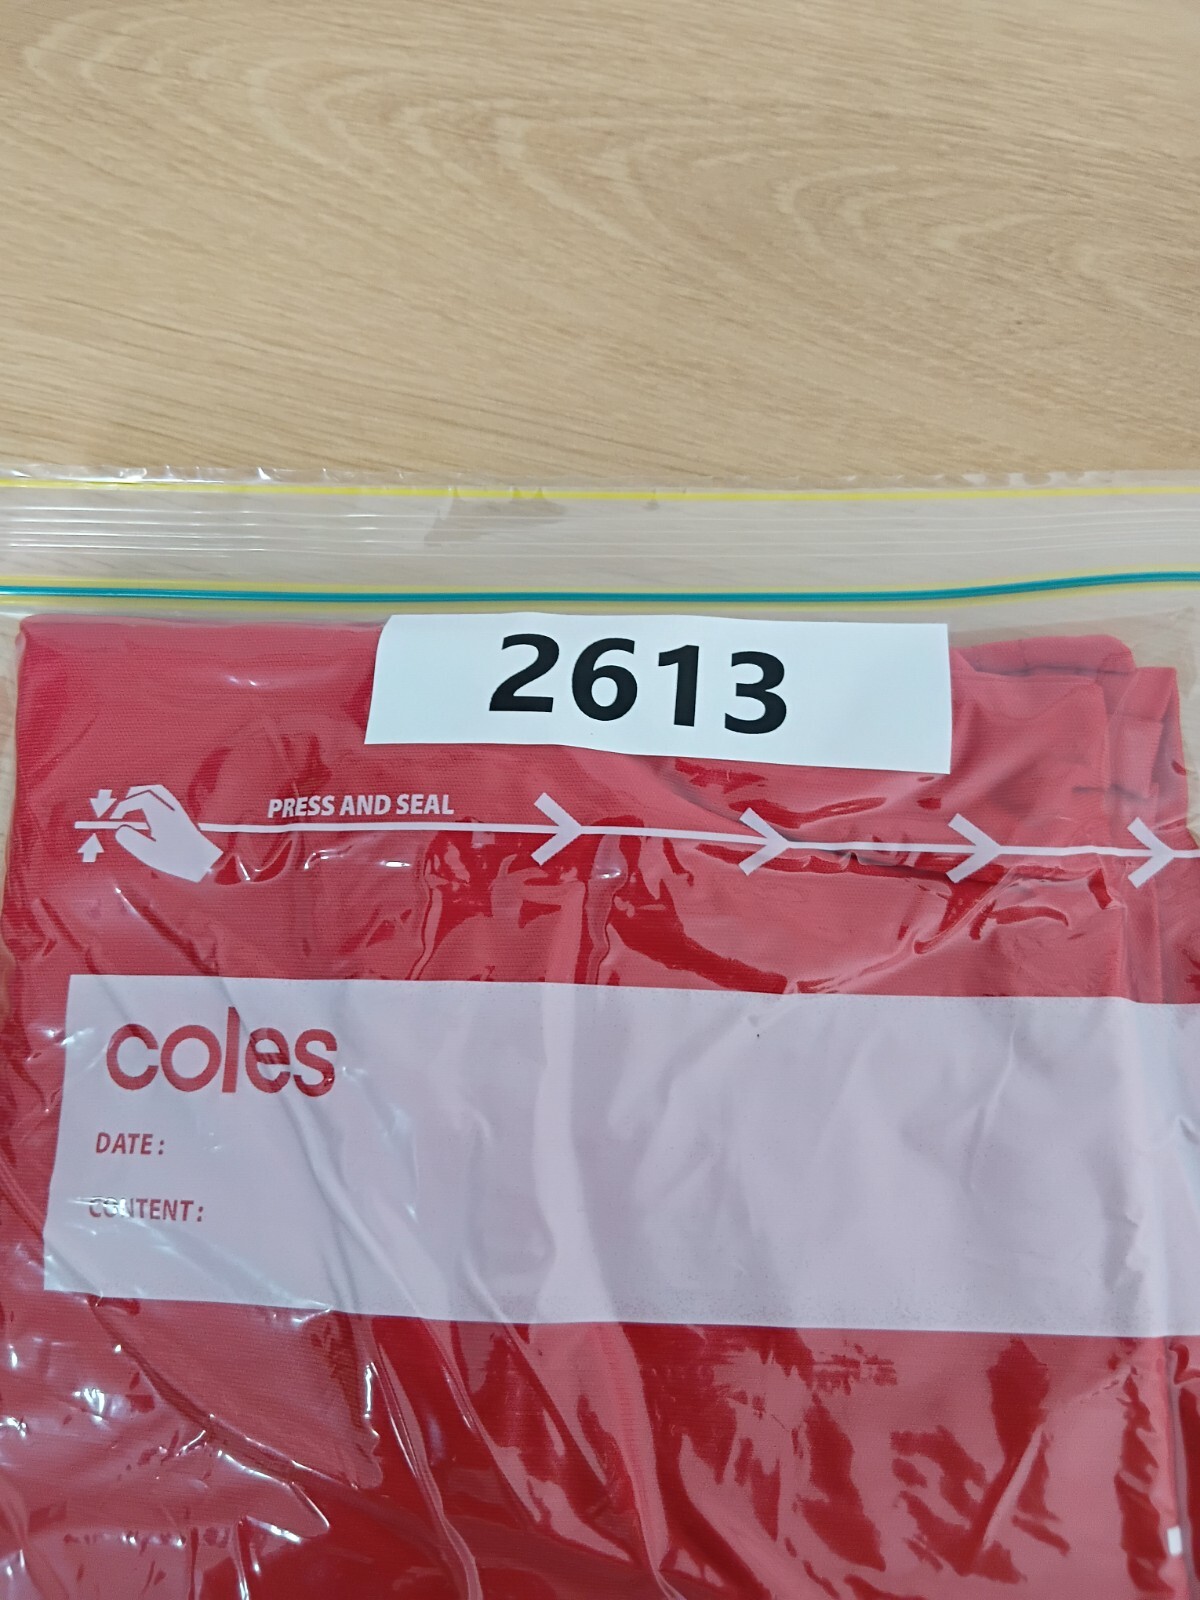 2613
PRESS AND SEAL
coles
DATE:
CONTENT: